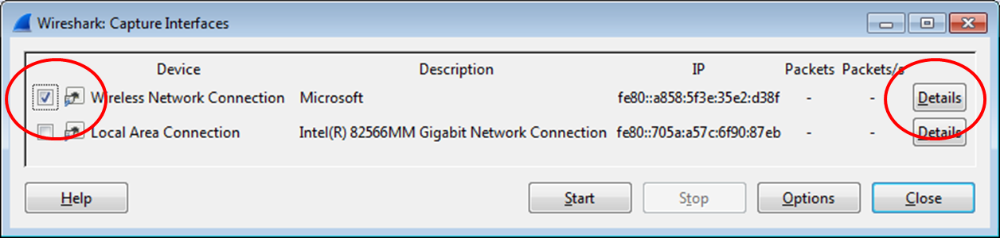 Wireshark: Capture Interfaces
Device Description IP Packets Packets/s
Wireless Network Connection Microsoft fe80::a858:5f3e:35e2:d38f - - Details
Local Area Connection Intel(R) 82566MM Gigabit Network Connection fe80::705a:a57c:6f90:87eb - - Details
Help Start Stop Options Close